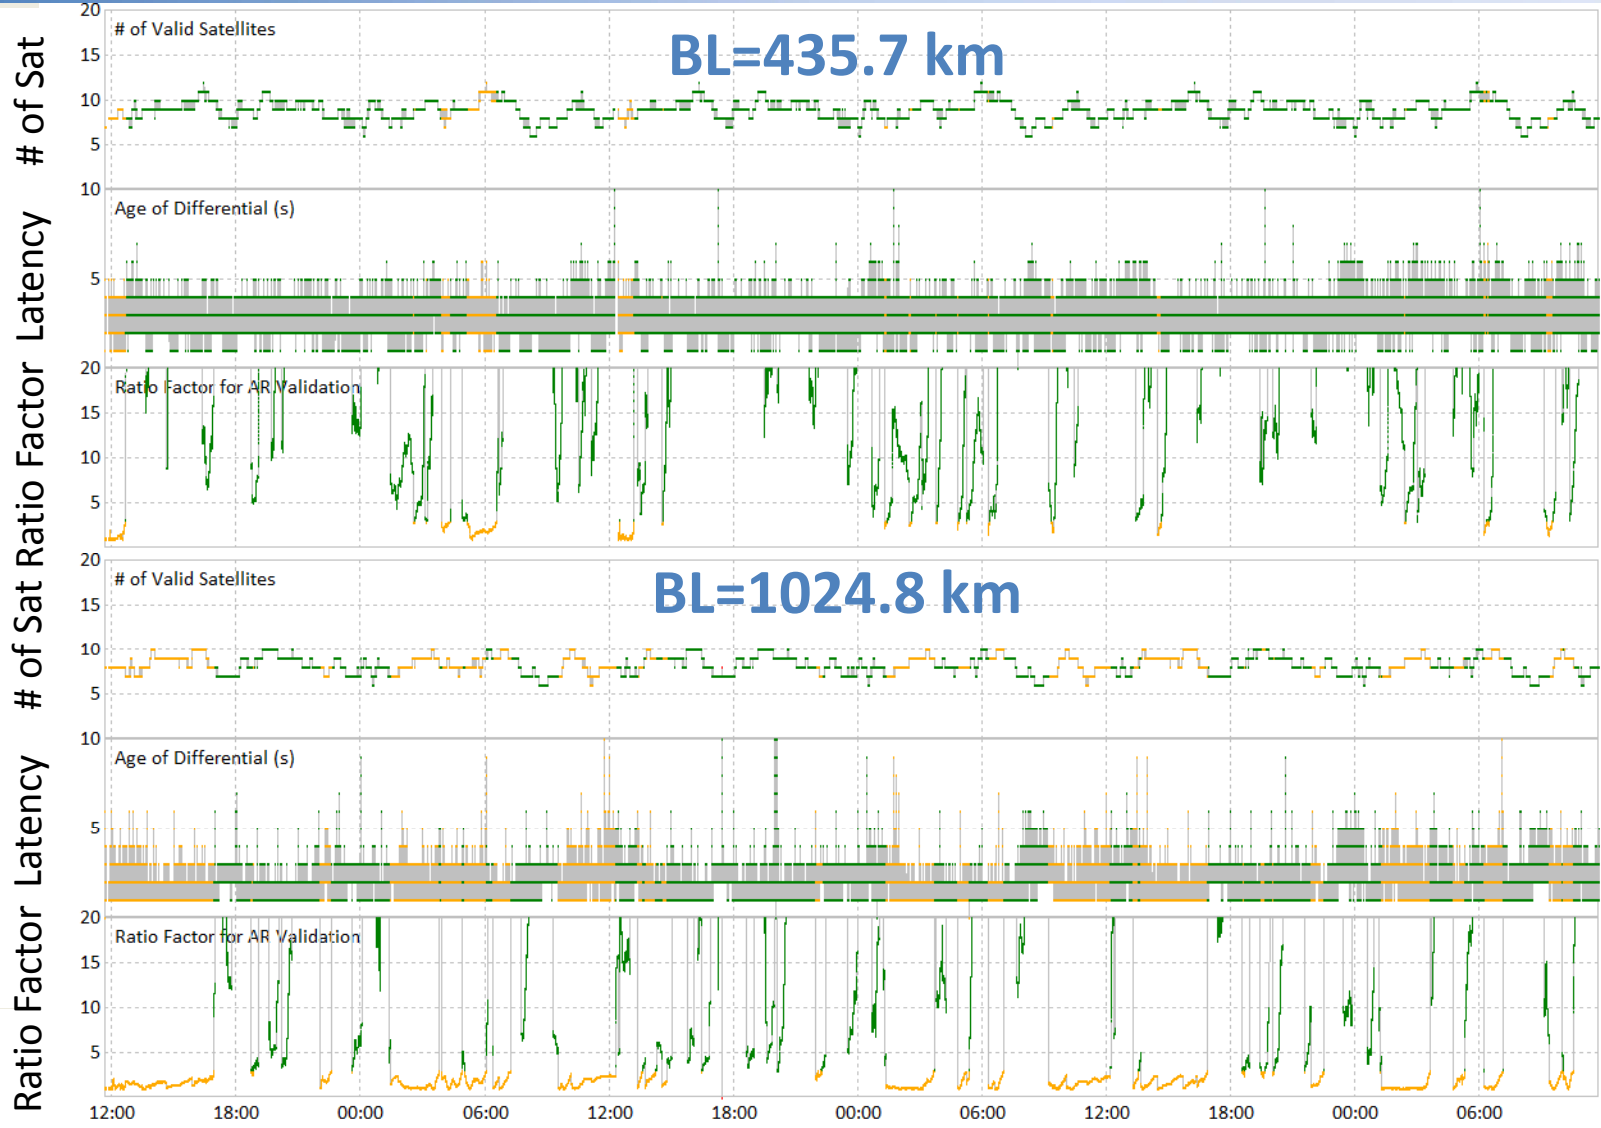 # of Sat
Latency
Ratio Factor
20
# of Valid Satellites
BL=435.7 km
15
10
5
10
Age of Differential (s)
5
20
Ratio Factor for AR Validation
15
10
5
# of Sat
Latency
Ratio Factor
20
# of Valid Satellites
BL=1024.8 km
15
10
5
10
Age of Differential (s)
5
20
Ratio Factor for AR Validation
15
10
5
12:00 18:00 00:00 06:00 12:00 18:00 00:00 06:00 12:00 18:00 00:00 06:00